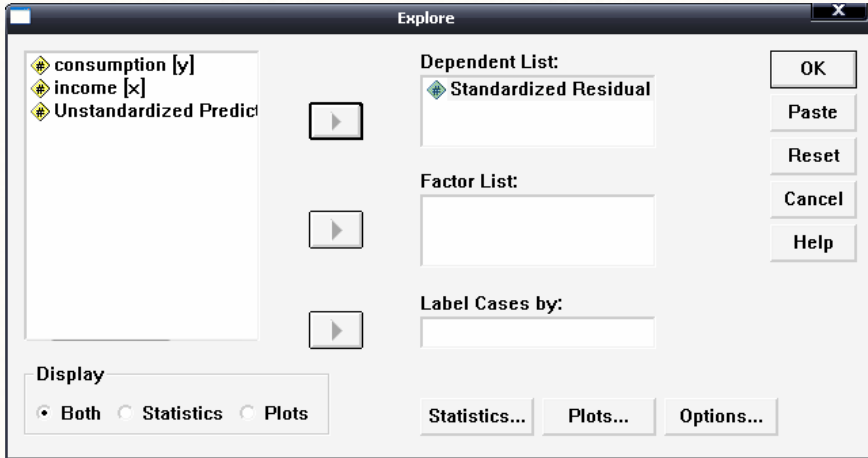 Explore
X
# consumption [y]
# income [x]
# Unstandardized Predict
Dependent List:
# Standardized Residual
Factor List:
Label Cases by:
OK
Paste
Reset
Cancel
Help
Display
Both Statistics Plots
Statistics... Plots... Options...